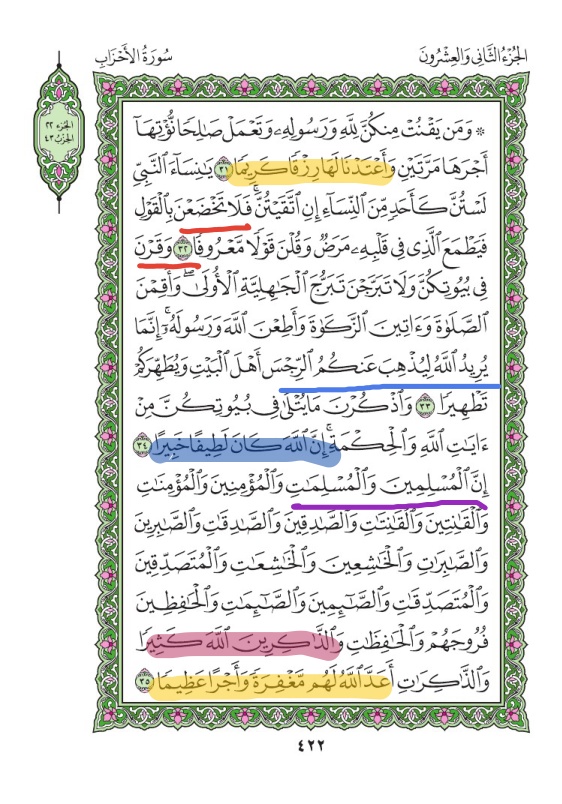 الجُزْءُ الثَّانِي وَالعِشْرُونَ
سُورَةُ الأَحْزَابِ
الجزء ٢٢
الحزب ٤٣
۞ وَمَن يَقْنُتْ مِنكُنَّ لِلَّهِ وَرَسُولِهِۦ وَتَعْمَلْ صَٰلِحًا نُّؤْتِهَآ
أَجْرَهَا مَرَّتَيْنِ وَأَعْتَدْنَا لَهَا رِزْقًا كَرِيمًا ٣١ يَٰنِسَآءَ ٱلنَّبِيِّ
لَسْتُنَّ كَأَحَدٍ مِّنَ ٱلنِّسَآءِ إِنِ ٱتَّقَيْتُنَّۚ فَلَا تَخْضَعْنَ بِٱلْقَوْلِ
فَيَطْمَعَ ٱلَّذِى فِى قَلْبِهِۦ مَرَضٌ وَقُلْنَ قَوْلًا مَّعْرُوفًا ٣٢ وَقَرْنَ
فِى بُيُوتِكُنَّ وَلَا تَبَرَّجْنَ تَبَرُّجَ ٱلْجَٰهِلِيَّةِ ٱلْأُولَىٰۖ وَأَقِمْنَ
ٱلصَّلَوٰةَ وَءَاتِينَ ٱلزَّكَوٰةَ وَأَطِعْنَ ٱللَّهَ وَرَسُولَهُۥٓۚ إِنَّمَا
يُرِيدُ ٱللَّهُ لِيُذْهِبَ عَنكُمُ ٱلرِّجْسَ أَهْلَ ٱلْبَيْتِ وَيُطَهِّرَكُمْ
تَطْهِيرًا ٣٣ وَٱذْكُرْنَ مَا يُتْلَىٰ فِى بُيُوتِكُنَّ مِنْ
ءَايَٰتِ ٱللَّهِ وَٱلْحِكْمَةِۚ إِنَّ ٱللَّهَ كَانَ لَطِيفًا خَبِيرًا ٣٤
إِنَّ ٱلْمُسْلِمِينَ وَٱلْمُسْلِمَٰتِ وَٱلْمُؤْمِنِينَ وَٱلْمُؤْمِنَٰتِ
وَٱلْقَٰنِتِينَ وَٱلْقَٰنِتَٰتِ وَٱلصَّٰدِقِينَ وَٱلصَّٰدِقَٰتِ وَٱلصَّٰبِرِينَ
وَٱلصَّٰبِرَٰتِ وَٱلْخَٰشِعِينَ وَٱلْخَٰشِعَٰتِ وَٱلْمُتَصَدِّقِينَ
وَٱلْمُتَصَدِّقَٰتِ وَٱلصَّٰٓئِمِينَ وَٱلصَّٰٓئِمَٰتِ وَٱلْحَٰفِظِينَ
فُرُوجَهُمْ وَٱلْحَٰفِظَٰتِ وَٱلذَّٰكِرِينَ ٱللَّهَ كَثِيرًا
وَٱلذَّٰكِرَٰتِ أَعَدَّ ٱللَّهُ لَهُم مَّغْفِرَةً وَأَجْرًا عَظِيمًا ٣٥
٤٢٢